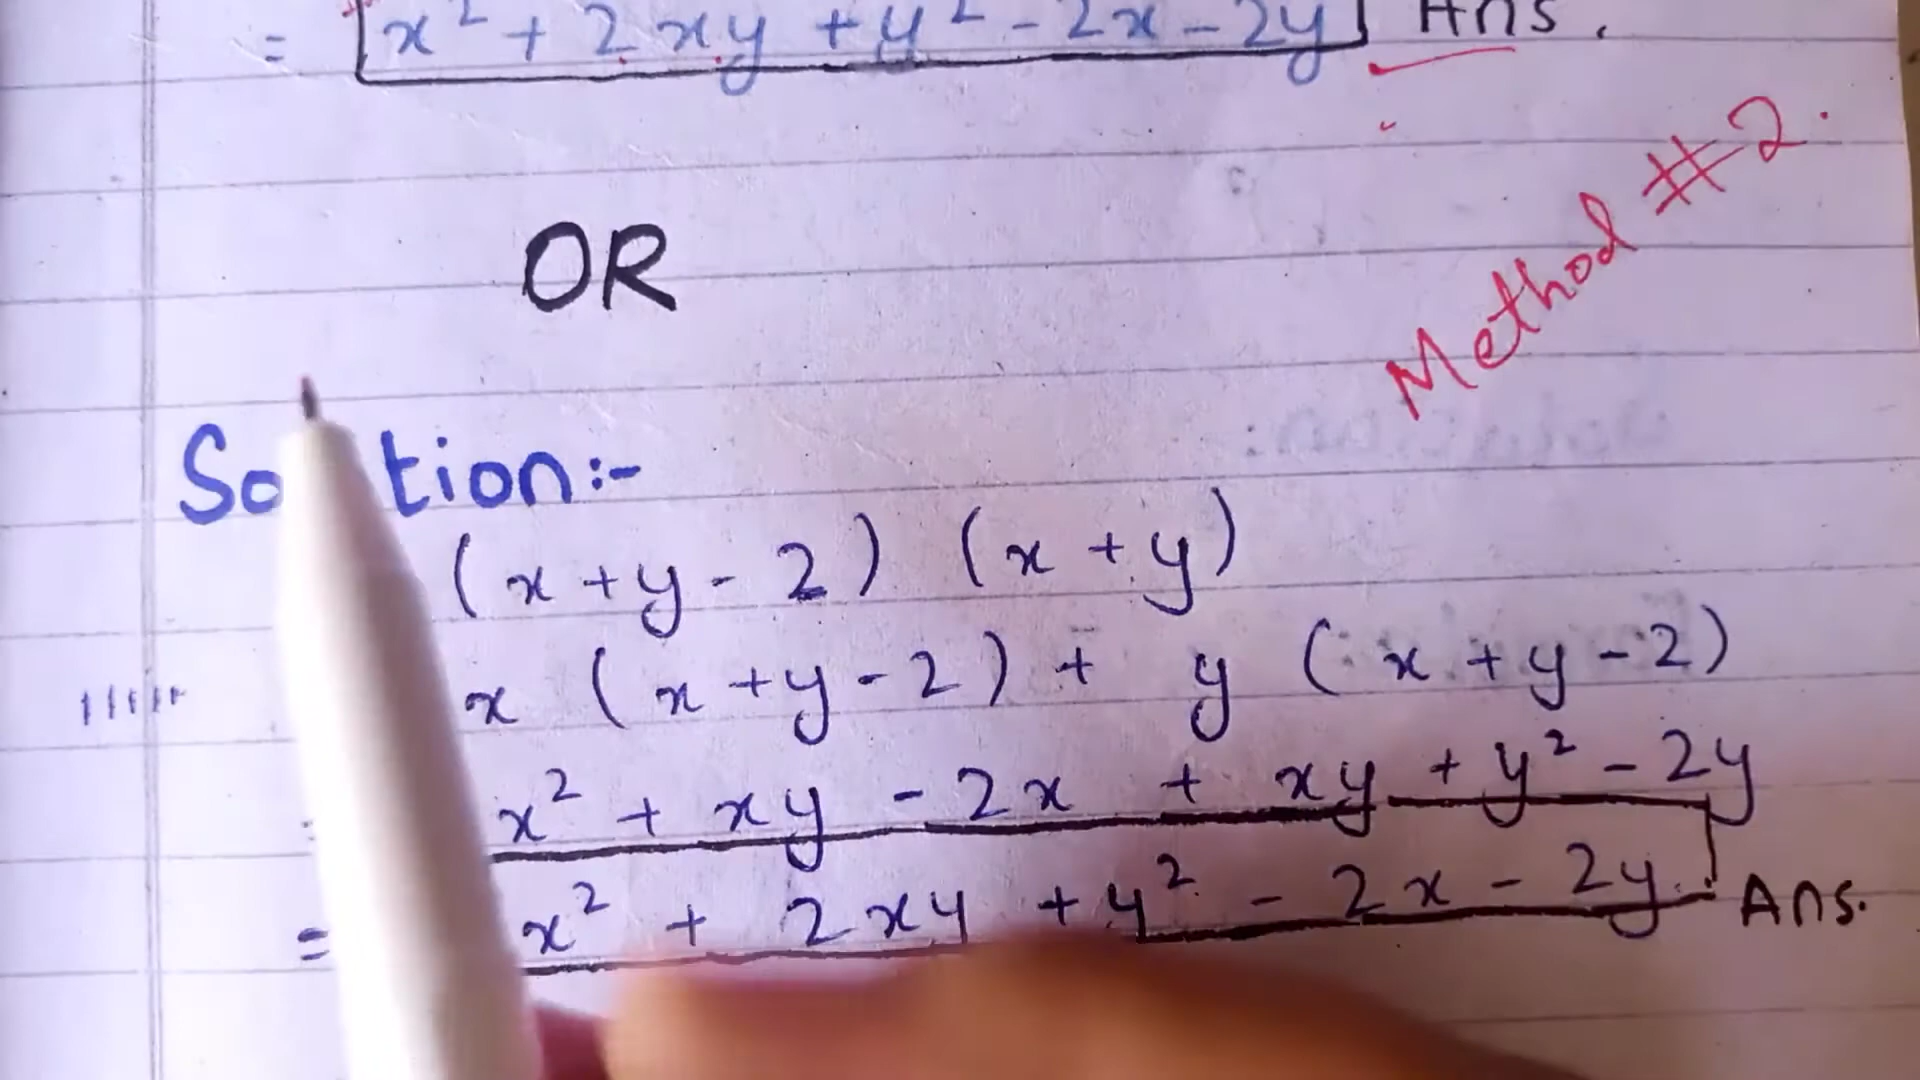 = x² + 2xy + y² - 2x - 2y Ans.
OR
Method #2.
tion:-
(x+y-2) (x+y)
x (x+y-2) + y (x+y-2)
x² + xy - 2x + xy + y² - 2y
= x² + 2xy + y² - 2x - 2y Ans.